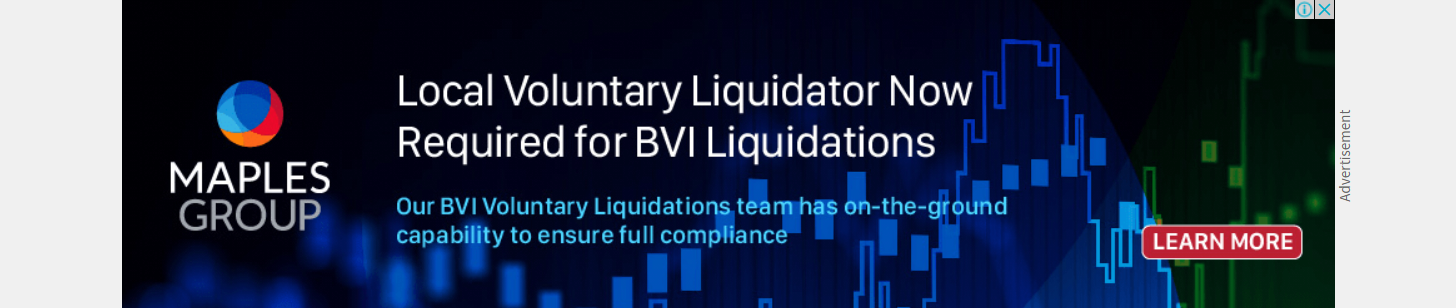 MAPLES
GROUP
Local Voluntary Liquidator Now
Required for BVI Liquidations
Our BVI Voluntary Liquidations team has on-the-ground
capability to ensure full compliance
LEARN MORE
Advertisement